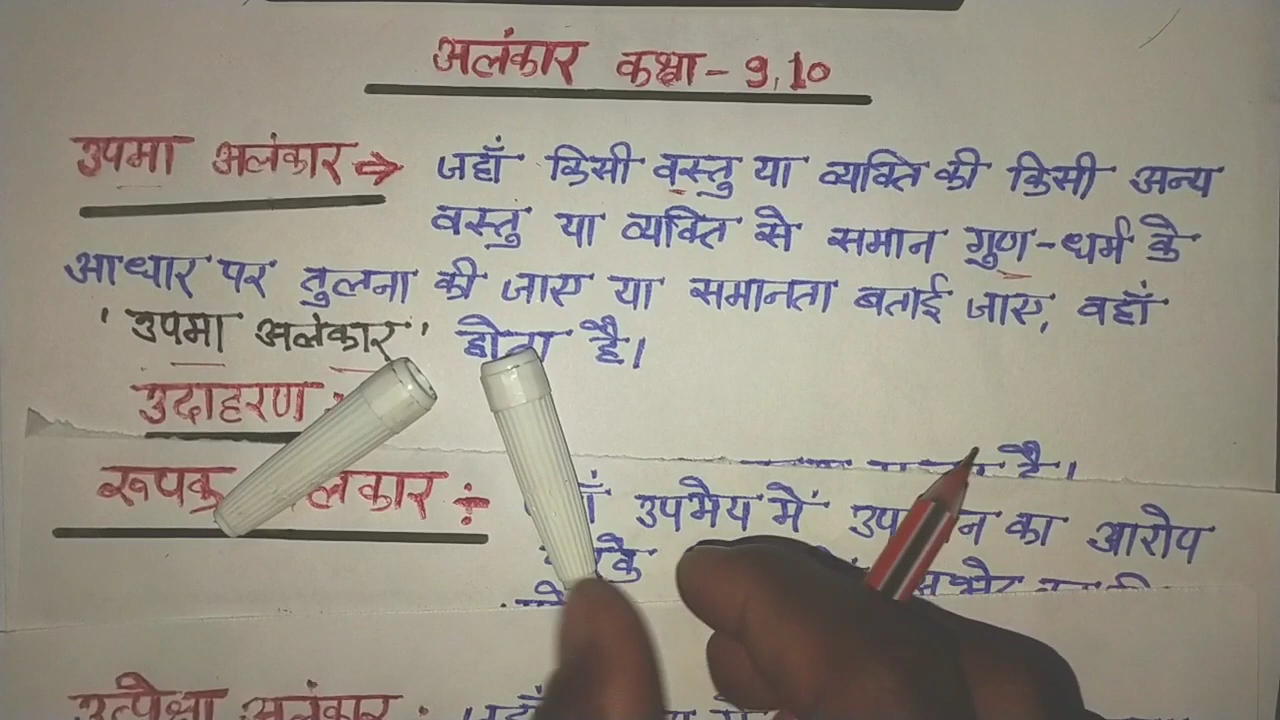 अलंकार कक्षा - 9,10
उपमा अलंकार ⇒ जहाँ किसी वस्तु या व्यक्ति की किसी अन्य
वस्तु या व्यक्ति से समान गुण-धर्म के
आधार पर तुलना की जाए या समानता बताई जाए, वहाँ
'उपमा अलंकार' होता है।
उदाहरण
है।
रूपक अलंकार ÷ उपमेय में का आरोप
उत्प्रेक्षा अलंकार : जहाँ